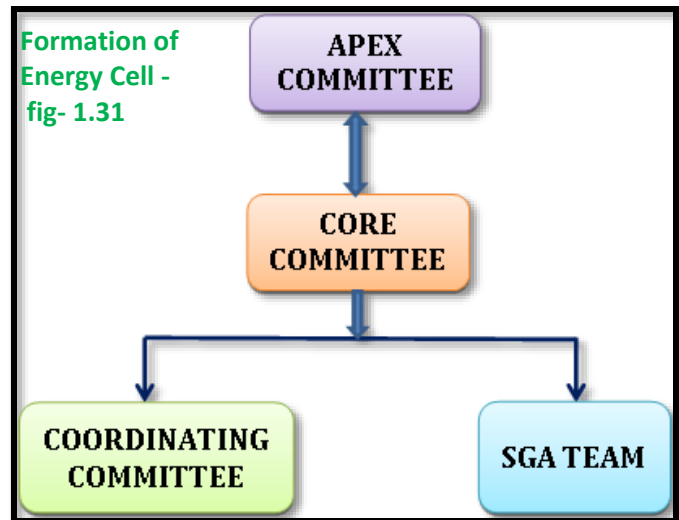 Formation of
Energy Cell -
fig- 1.31
APEX
COMMITTEE
CORE
COMMITTEE
COORDINATING
COMMITTEE
SGA TEAM